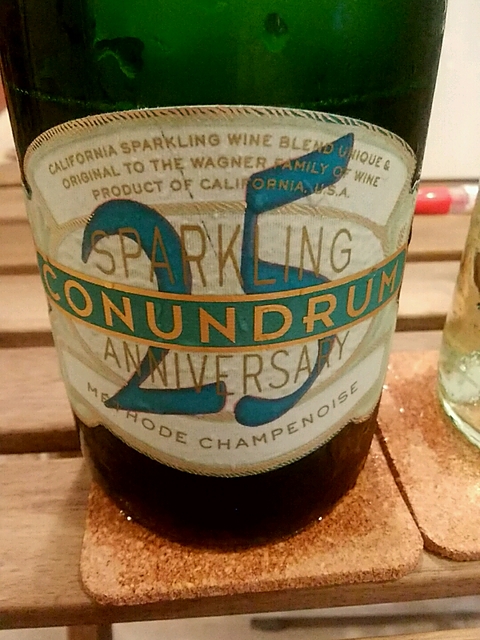 CALIFORNIA SPARKLING WINE BLEND UNIQUE &
ORIGINAL TO THE WAGNER FAMILY OF WINE
PRODUCT OF CALIFORNIA, U.S.A.
25
SPARKLING
CONUNDRUM
ANNIVERSARY
METHODE CHAMPENOISE